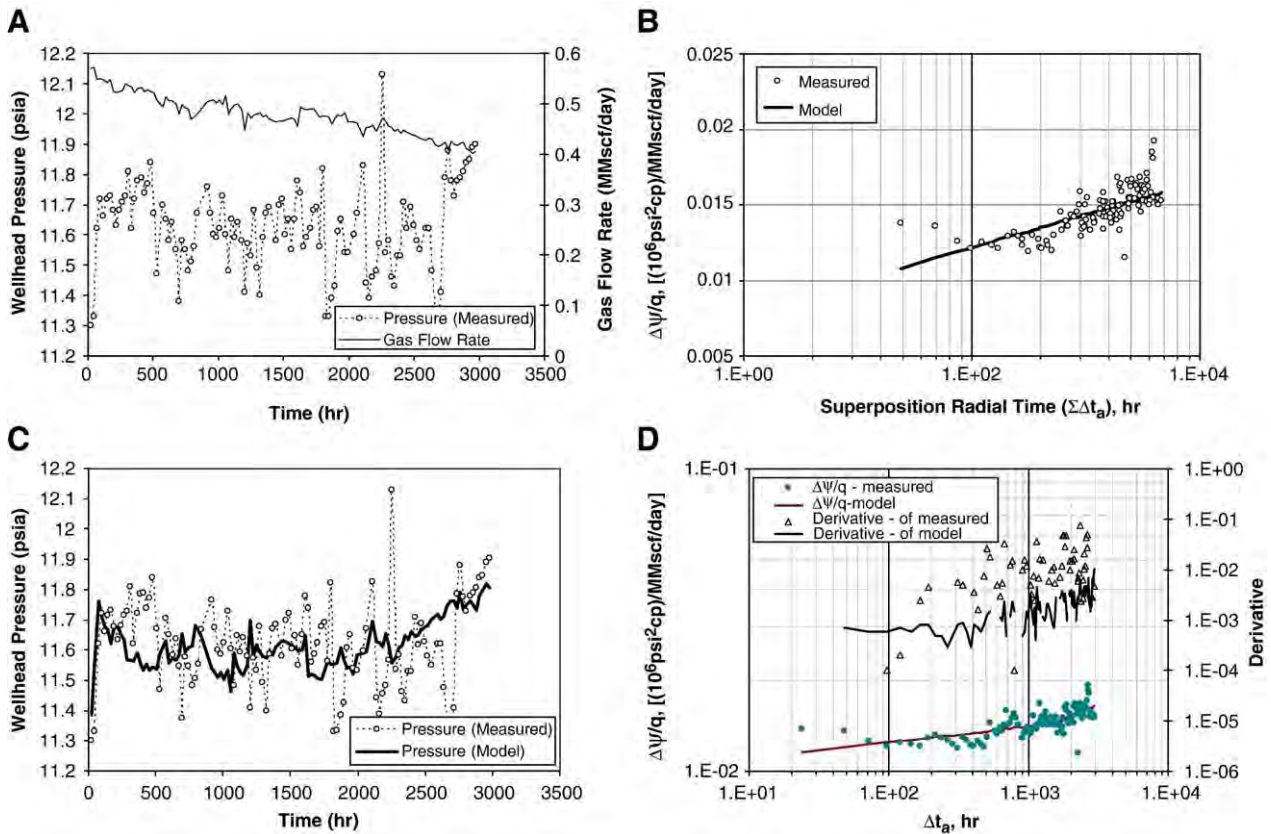 A
Wellhead Pressure (psia)
12.2
12.1
12
11.9
11.8
11.7
11.6
11.5
11.4
11.3
11.2
0.6
0.5
0.4
0.3
0.2
0.1
0
Gas Flow Rate (MMscf/day)
Pressure (Measured)
Gas Flow Rate
0 500 1000 1500 2000 2500 3000 3500
Time (hr)
B
ΔΨ/q, [(10⁶psi²cp)/MMscf/day]
0.025
0.02
0.015
0.01
0.005
Measured
Model
1.E+00 1.E+02 1.E+04
Superposition Radial Time (ΣΔtₐ), hr
C
Wellhead Pressure (psia)
12.2
12.1
12
11.9
11.8
11.7
11.6
11.5
11.4
11.3
11.2
Pressure (Measured)
Pressure (Model)
0 500 1000 1500 2000 2500 3000 3500
Time (hr)
D
ΔΨ/q, [(10⁶psi²cp)/MMscf/day]
1.E-01
1.E-02
ΔΨ/q - measured
ΔΨ/q-model
Derivative - of measured
Derivative - of model
1.E+00
1.E-01
1.E-02
1.E-03
1.E-04
1.E-05
1.E-06
Derivative
1.E+01 1.E+02 1.E+03 1.E+04
Δtₐ, hr